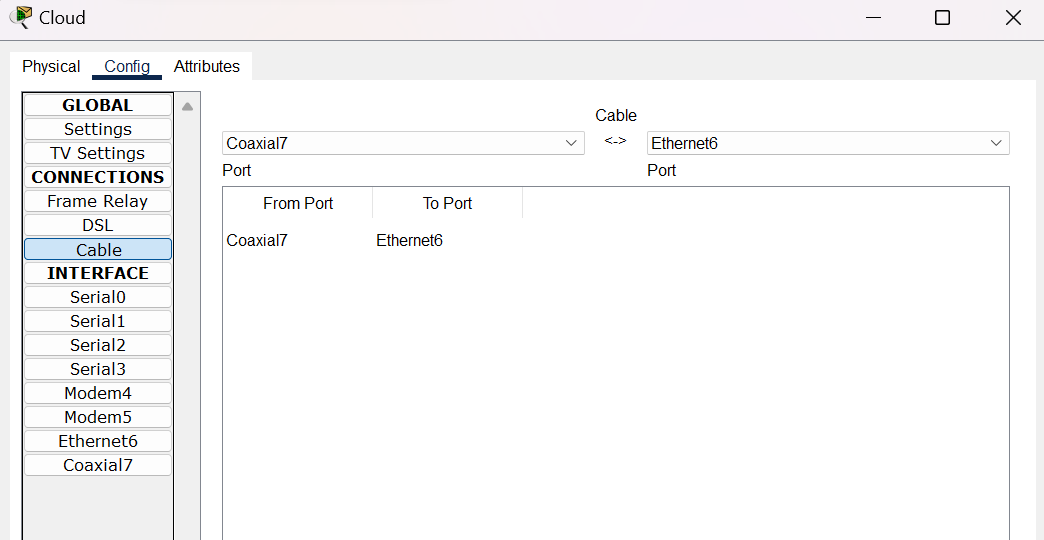 Cloud
Physical Config Attributes
GLOBAL
Settings
TV Settings
CONNECTIONS
Frame Relay
DSL
Cable
INTERFACE
Serial0
Serial1
Serial2
Serial3
Modem4
Modem5
Ethernet6
Coaxial7
Cable
Coaxial7 <-> Ethernet6
Port Port
From Port To Port
Coaxial7 Ethernet6